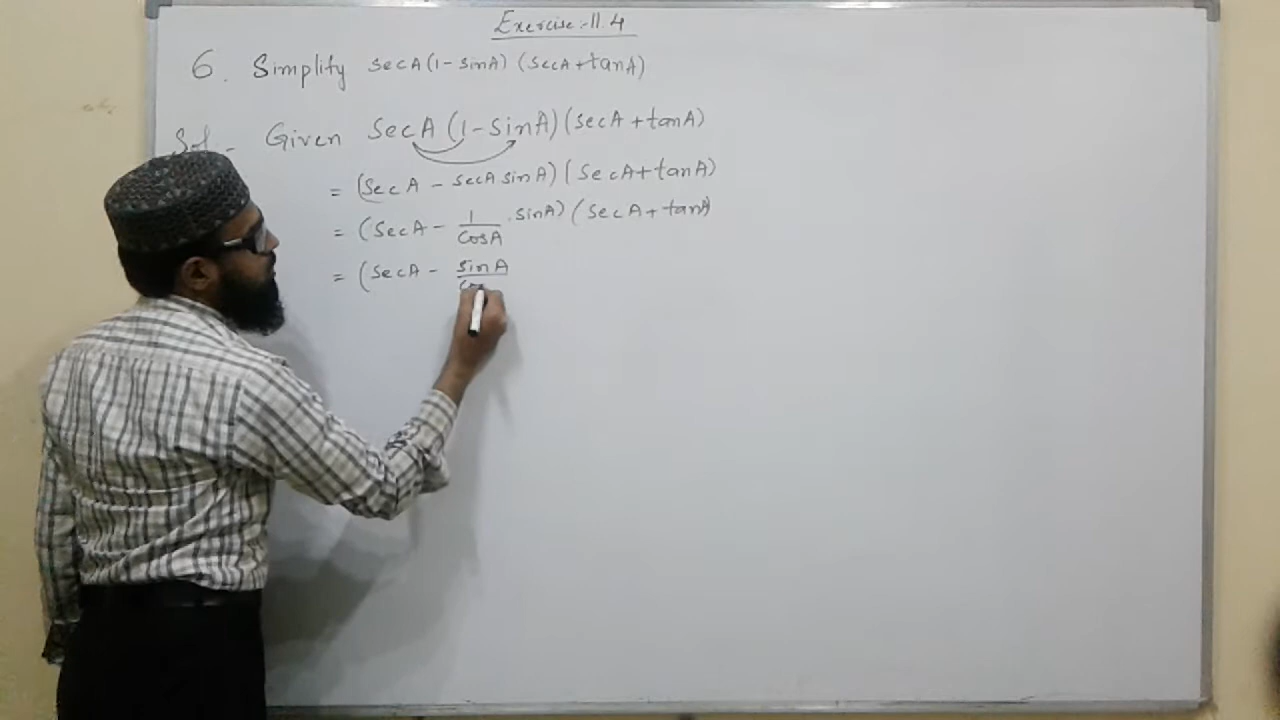 Exercise:-11.4
6. Simplify secA(1-sinA) (secA+tanA)
Sol- Given SecA(1-sinA)(secA+tanA)
= (secA - secA sinA) (secA+tanA)
= (secA - 1/cosA . sinA) (secA+tanA)
= (secA - sinA/cos